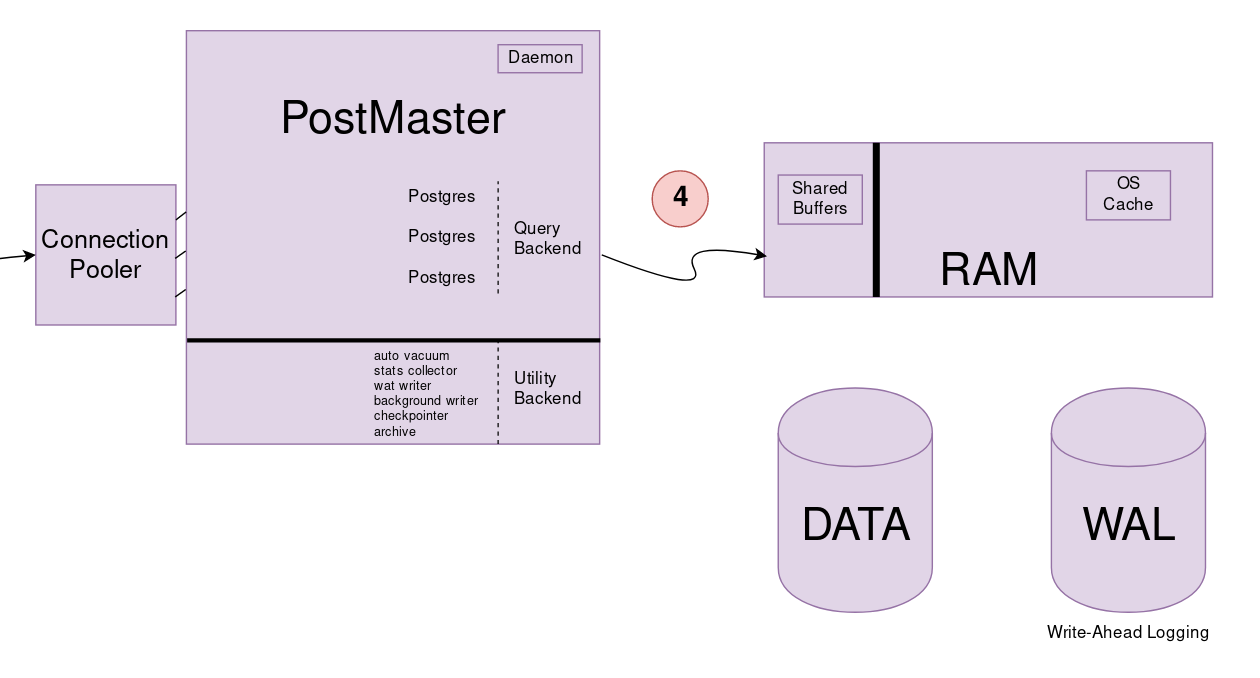 Daemon
PostMaster
Connection
Pooler
Postgres
Postgres
Postgres
Query
Backend
auto vacuum
stats collector
wat writer
background writer
checkpointer
archive
Utility
Backend
4
Shared
Buffers
OS
Cache
RAM
DATA
WAL
Write-Ahead Logging